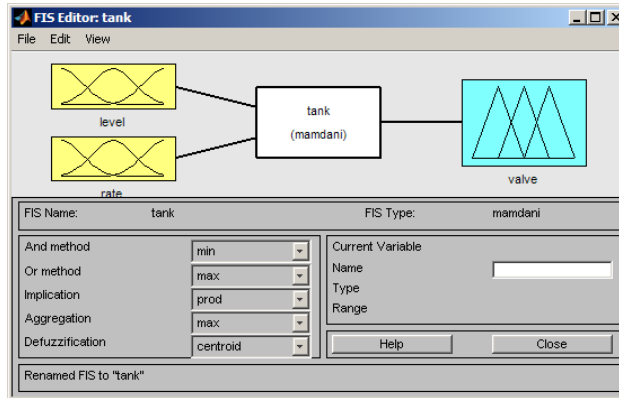 FIS Editor: tank
File Edit View
level
tank
(mamdani)
rate
valve
FIS Name: tank FIS Type: mamdani
And method min
Or method max
Implication prod
Aggregation max
Defuzzification centroid
Current Variable
Name
Type
Range
Help Close
Renamed FIS to "tank"